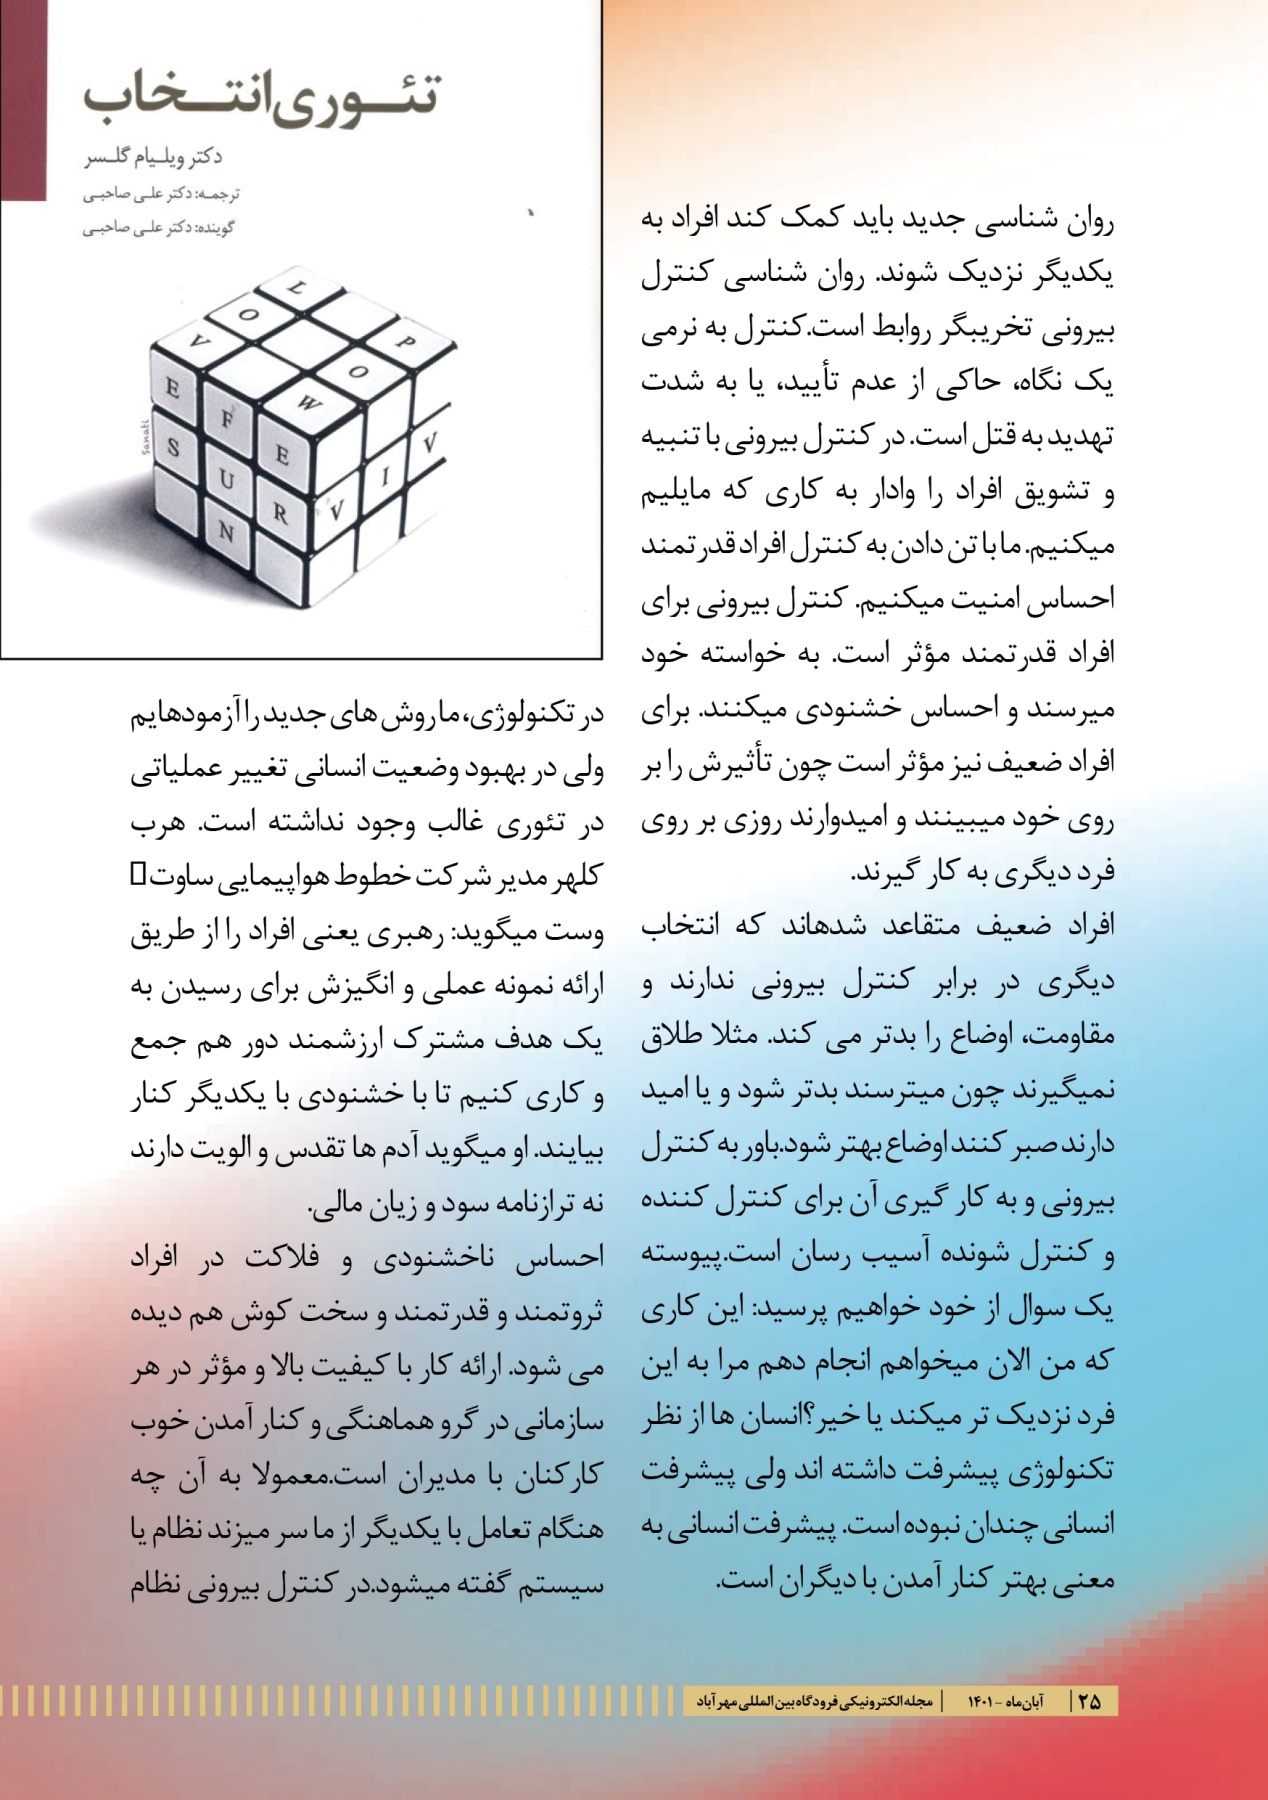 تئوری انتخاب
دکتر ویلیام گلسر
ترجمه: دکتر علی صاحبی
گوینده: دکتر علی صاحبی
L
O
V
P
O
W
E
F
E
S
U
R
V
I
V
N
Sanati
روان شناسی جدید باید کمک کند افراد به
یکدیگر نزدیک شوند. روان شناسی کنترل
بیرونی تخریبگر روابط است.کنترل به نرمی
یک نگاه، حاکی از عدم تأیید، یا به شدت
تهدید به قتل است. در کنترل بیرونی با تنبیه
و تشویق افراد را وادار به کاری که مایلیم
میکنیم. ما با تن دادن به کنترل افراد قدرتمند
احساس امنیت میکنیم. کنترل بیرونی برای
افراد قدرتمند مؤثر است. به خواسته خود
میرسند و احساس خشنودی میکنند. برای
افراد ضعیف نیز مؤثر است چون تأثیرش را بر
روی خود میبینند و امیدوارند روزی بر روی
فرد دیگری به کار گیرند.
افراد ضعیف متقاعد شدهاند که انتخاب
دیگری در برابر کنترل بیرونی ندارند و
مقاومت، اوضاع را بدتر می کند. مثلا طلاق
نمیگیرند چون میترسند بدتر شود و یا امید
دارند صبر کنند اوضاع بهتر شود.باور به کنترل
بیرونی و به کار گیری آن برای کنترل کننده
و کنترل شونده آسیب رسان است.پیوسته
یک سوال از خود خواهیم پرسید: این کاری
که من الان میخواهم انجام دهم مرا به این
فرد نزدیک تر میکند یا خیر؟انسان ها از نظر
تکنولوژی پیشرفت داشته اند ولی پیشرفت
انسانی چندان نبوده است. پیشرفت انسانی به
معنی بهتر کنار آمدن با دیگران است.
در تکنولوژی، ما روش های جدید را آزمودهایم
ولی در بهبود وضعیت انسانی تغییر عملیاتی
در تئوری غالب وجود نداشته است. هرب
کلهر مدیر شرکت خطوط هواپیمایی ساوت
وست میگوید: رهبری یعنی افراد را از طریق
ارائه نمونه عملی و انگیزش برای رسیدن به
یک هدف مشترک ارزشمند دور هم جمع
و کاری کنیم تا با خشنودی با یکدیگر کنار
بیایند. او میگوید آدم ها تقدس و الویت دارند
نه ترازنامه سود و زیان مالی.
احساس ناخشنودی و فلاکت در افراد
ثروتمند و قدرتمند و سخت کوش هم دیده
می شود. ارائه کار با کیفیت بالا و مؤثر در هر
سازمانی در گرو هماهنگی و کنار آمدن خوب
کارکنان با مدیران است.معمولا به آن چه
هنگام تعامل با یکدیگر از ما سر میزند نظام یا
سیستم گفته میشود.در کنترل بیرونی نظام
۲۵ | آبان‌ماه - ۱۴۰۱ | مجله الکترونیکی فرودگاه بین المللی مهرآباد